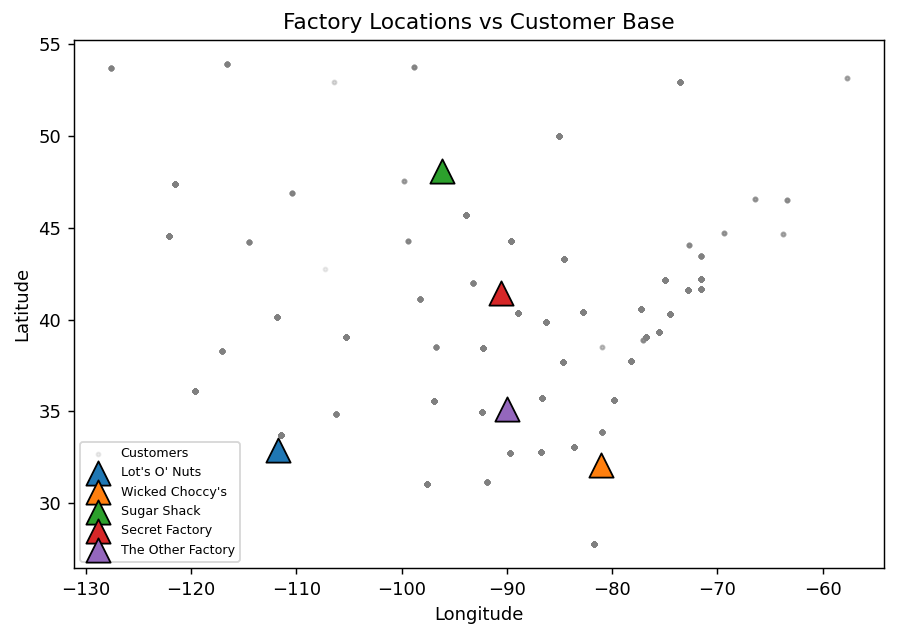 Factory Locations vs Customer Base
55
50
45
40
35
30
Latitude
Customers
Lot's O' Nuts
Wicked Choccy's
Sugar Shack
Secret Factory
The Other Factory
−130 −120 −110 −100 −90 −80 −70 −60
Longitude